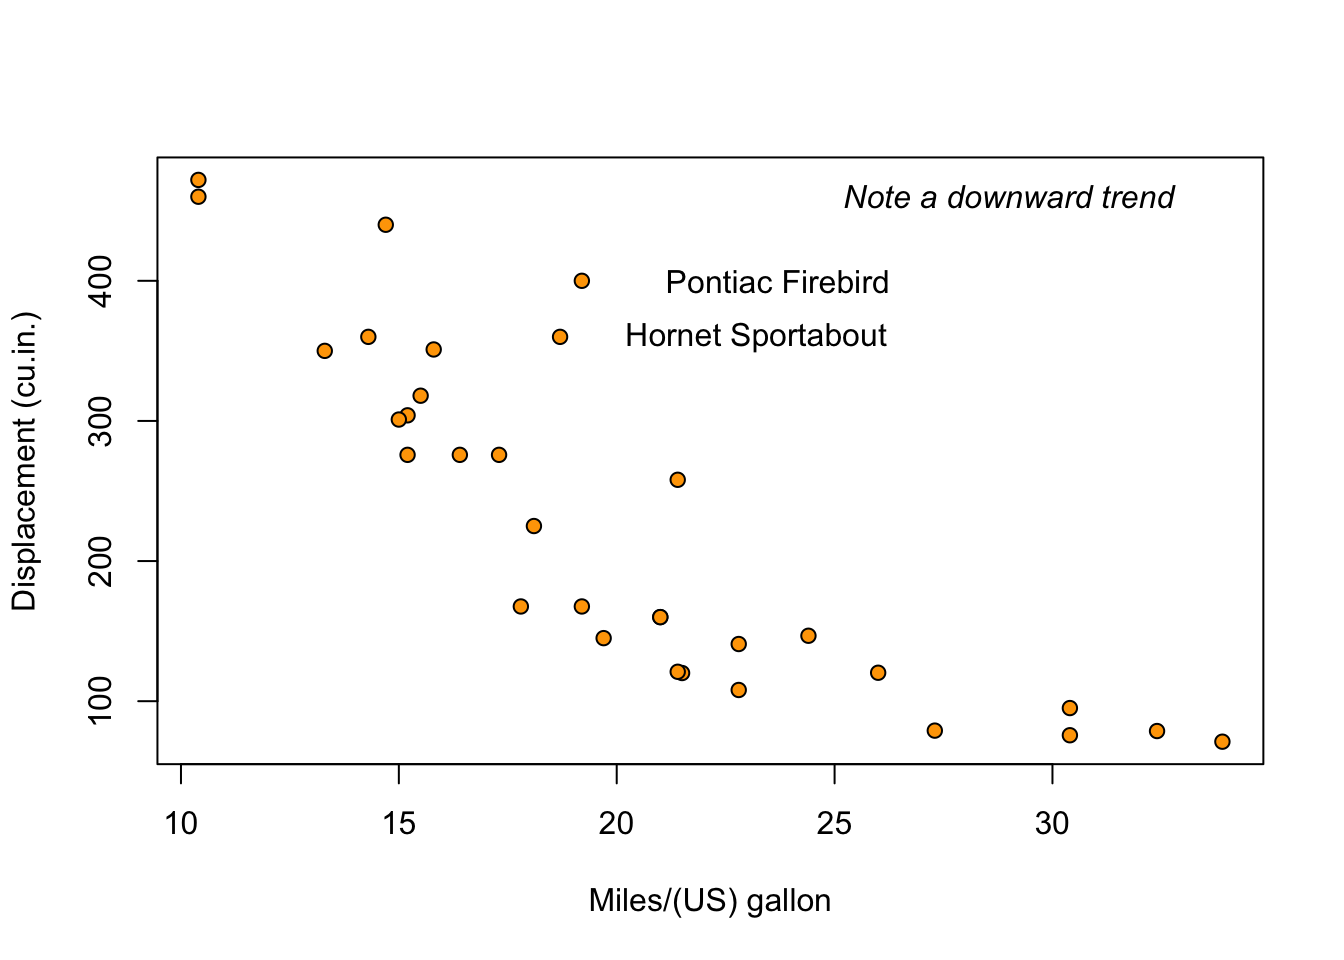 Note a downward trend
Pontiac Firebird
Hornet Sportabout
400
300
200
100
Displacement (cu.in.)
10 15 20 25 30
Miles/(US) gallon